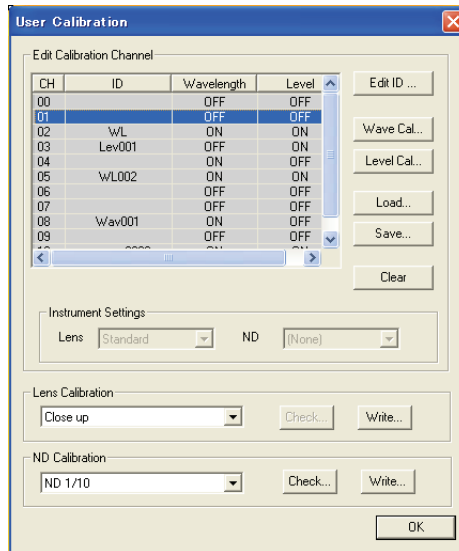 User Calibration
Edit Calibration Channel
CH ID Wavelength Level
00 OFF OFF
01 OFF OFF
02 WL ON ON
03 Lev001 ON ON
04 ON ON
05 WL002 ON ON
06 OFF OFF
07 OFF OFF
08 Wav001 ON ON
09 OFF OFF
Edit ID ...
Wave Cal...
Level Cal...
Load...
Save...
Clear
Instrument Settings
Lens Standard ND (None)
Lens Calibration
Close up Check... Write...
ND Calibration
ND 1/10 Check... Write...
OK